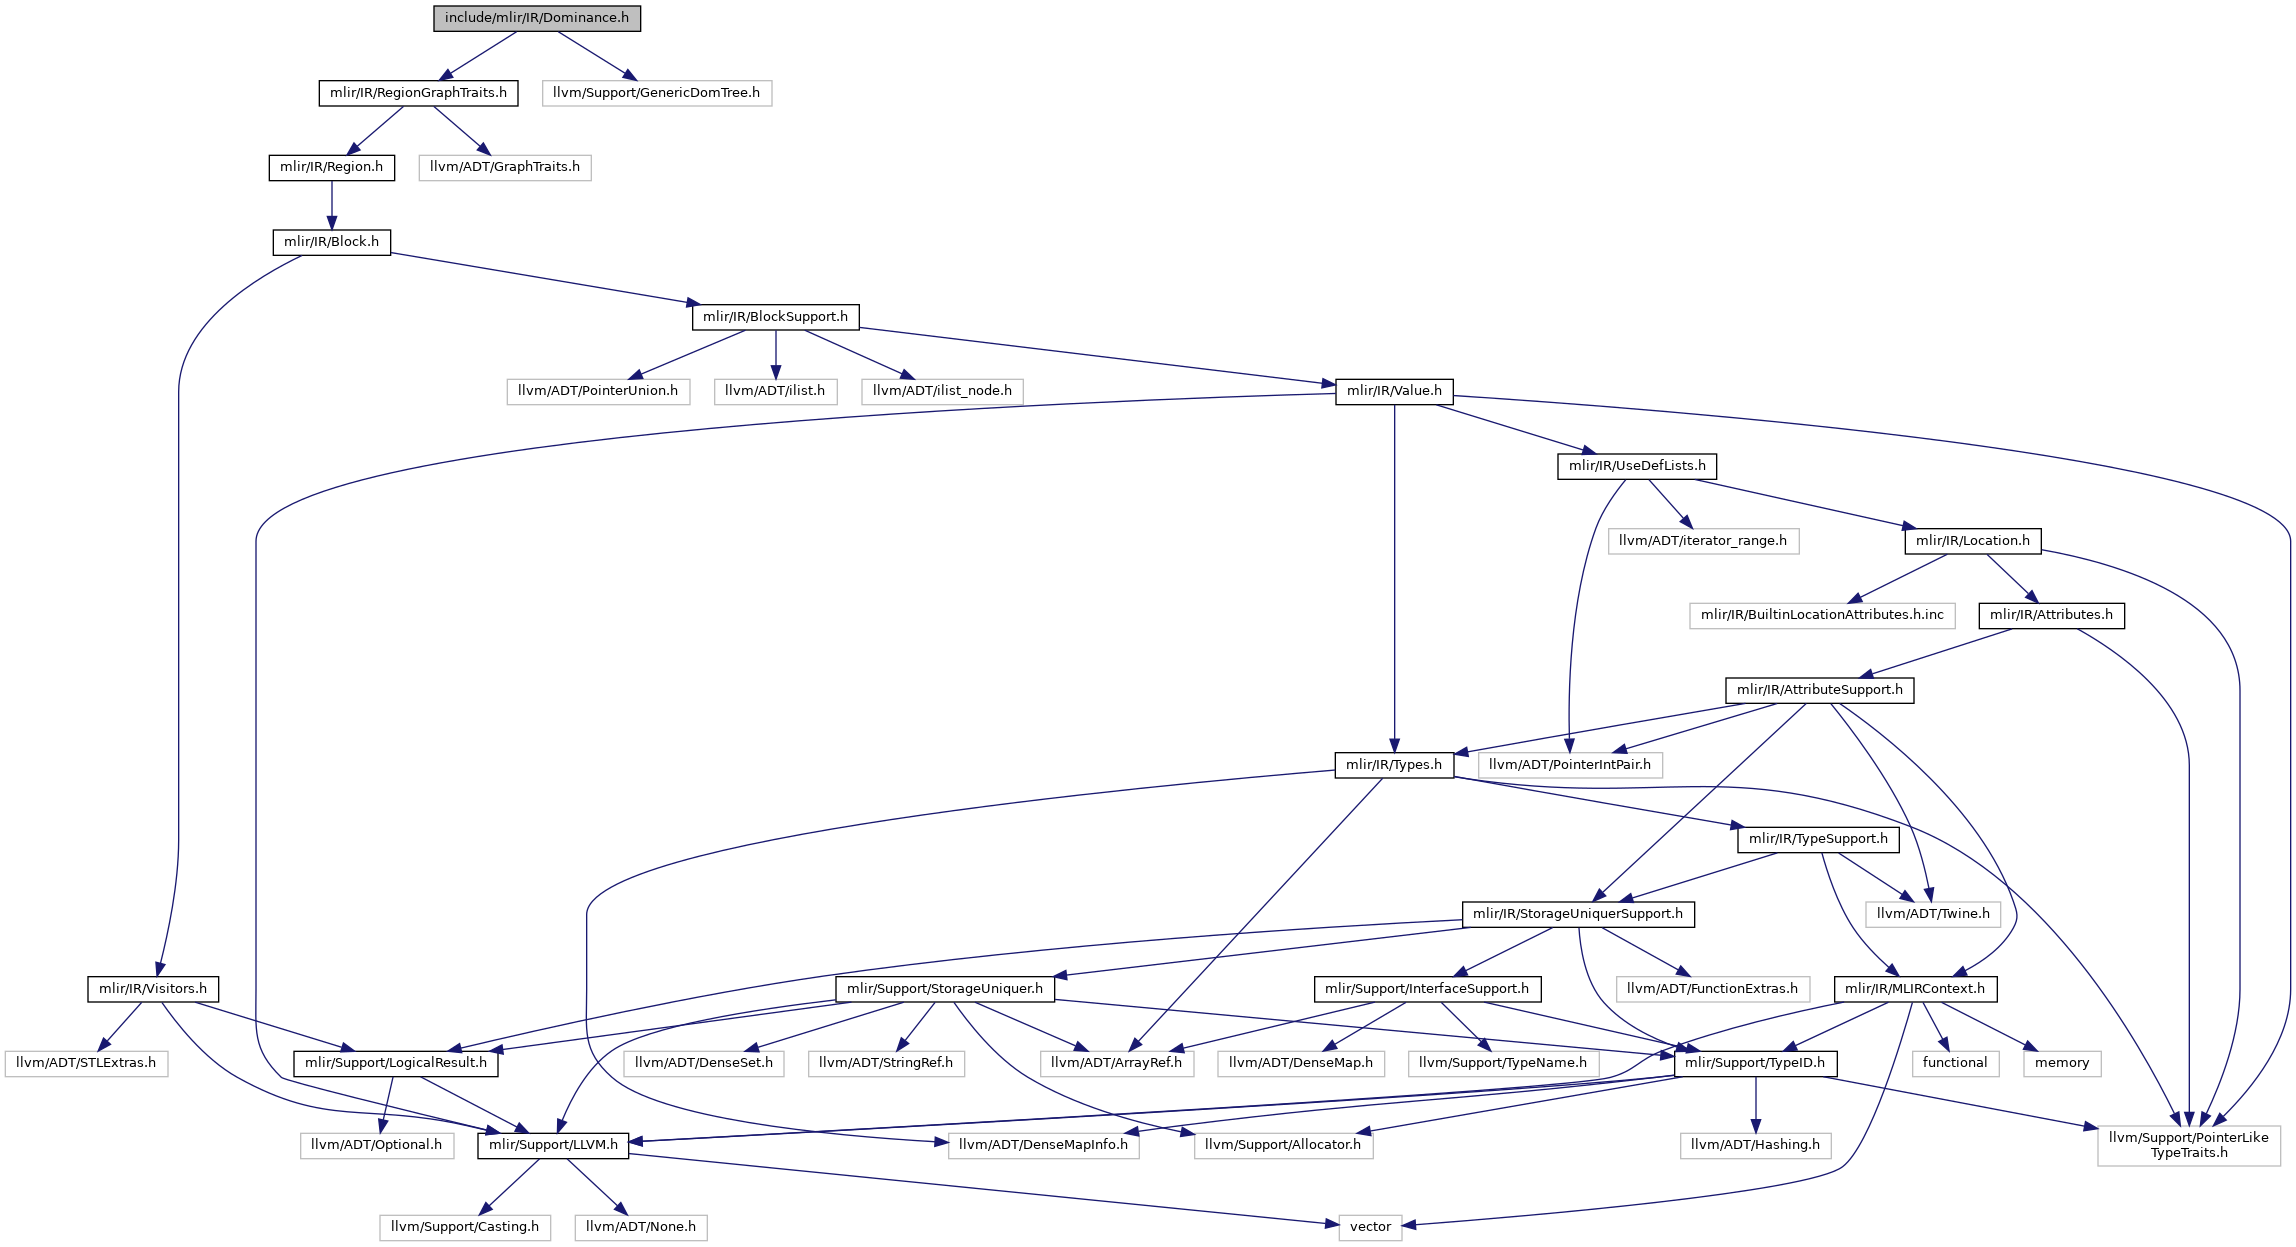 include/mlir/IR/Dominance.h
mlir/IR/RegionGraphTraits.h
llvm/Support/GenericDomTree.h
mlir/IR/Region.h
llvm/ADT/GraphTraits.h
mlir/IR/Block.h
mlir/IR/BlockSupport.h
llvm/ADT/PointerUnion.h
llvm/ADT/ilist.h
llvm/ADT/ilist_node.h
mlir/IR/Value.h
mlir/IR/UseDefLists.h
llvm/ADT/iterator_range.h
mlir/IR/Location.h
mlir/IR/BuiltinLocationAttributes.h.inc
mlir/IR/Attributes.h
mlir/IR/AttributeSupport.h
mlir/IR/Types.h
llvm/ADT/PointerIntPair.h
mlir/IR/TypeSupport.h
mlir/IR/StorageUniquerSupport.h
llvm/ADT/Twine.h
mlir/IR/Visitors.h
mlir/Support/StorageUniquer.h
mlir/Support/InterfaceSupport.h
llvm/ADT/FunctionExtras.h
mlir/IR/MLIRContext.h
llvm/ADT/STLExtras.h
mlir/Support/LogicalResult.h
llvm/ADT/DenseSet.h
llvm/ADT/StringRef.h
llvm/ADT/ArrayRef.h
llvm/ADT/DenseMap.h
llvm/Support/TypeName.h
mlir/Support/TypeID.h
functional
memory
llvm/ADT/Optional.h
mlir/Support/LLVM.h
llvm/ADT/DenseMapInfo.h
llvm/Support/Allocator.h
llvm/ADT/Hashing.h
llvm/Support/PointerLike
TypeTraits.h
llvm/Support/Casting.h
llvm/ADT/None.h
vector